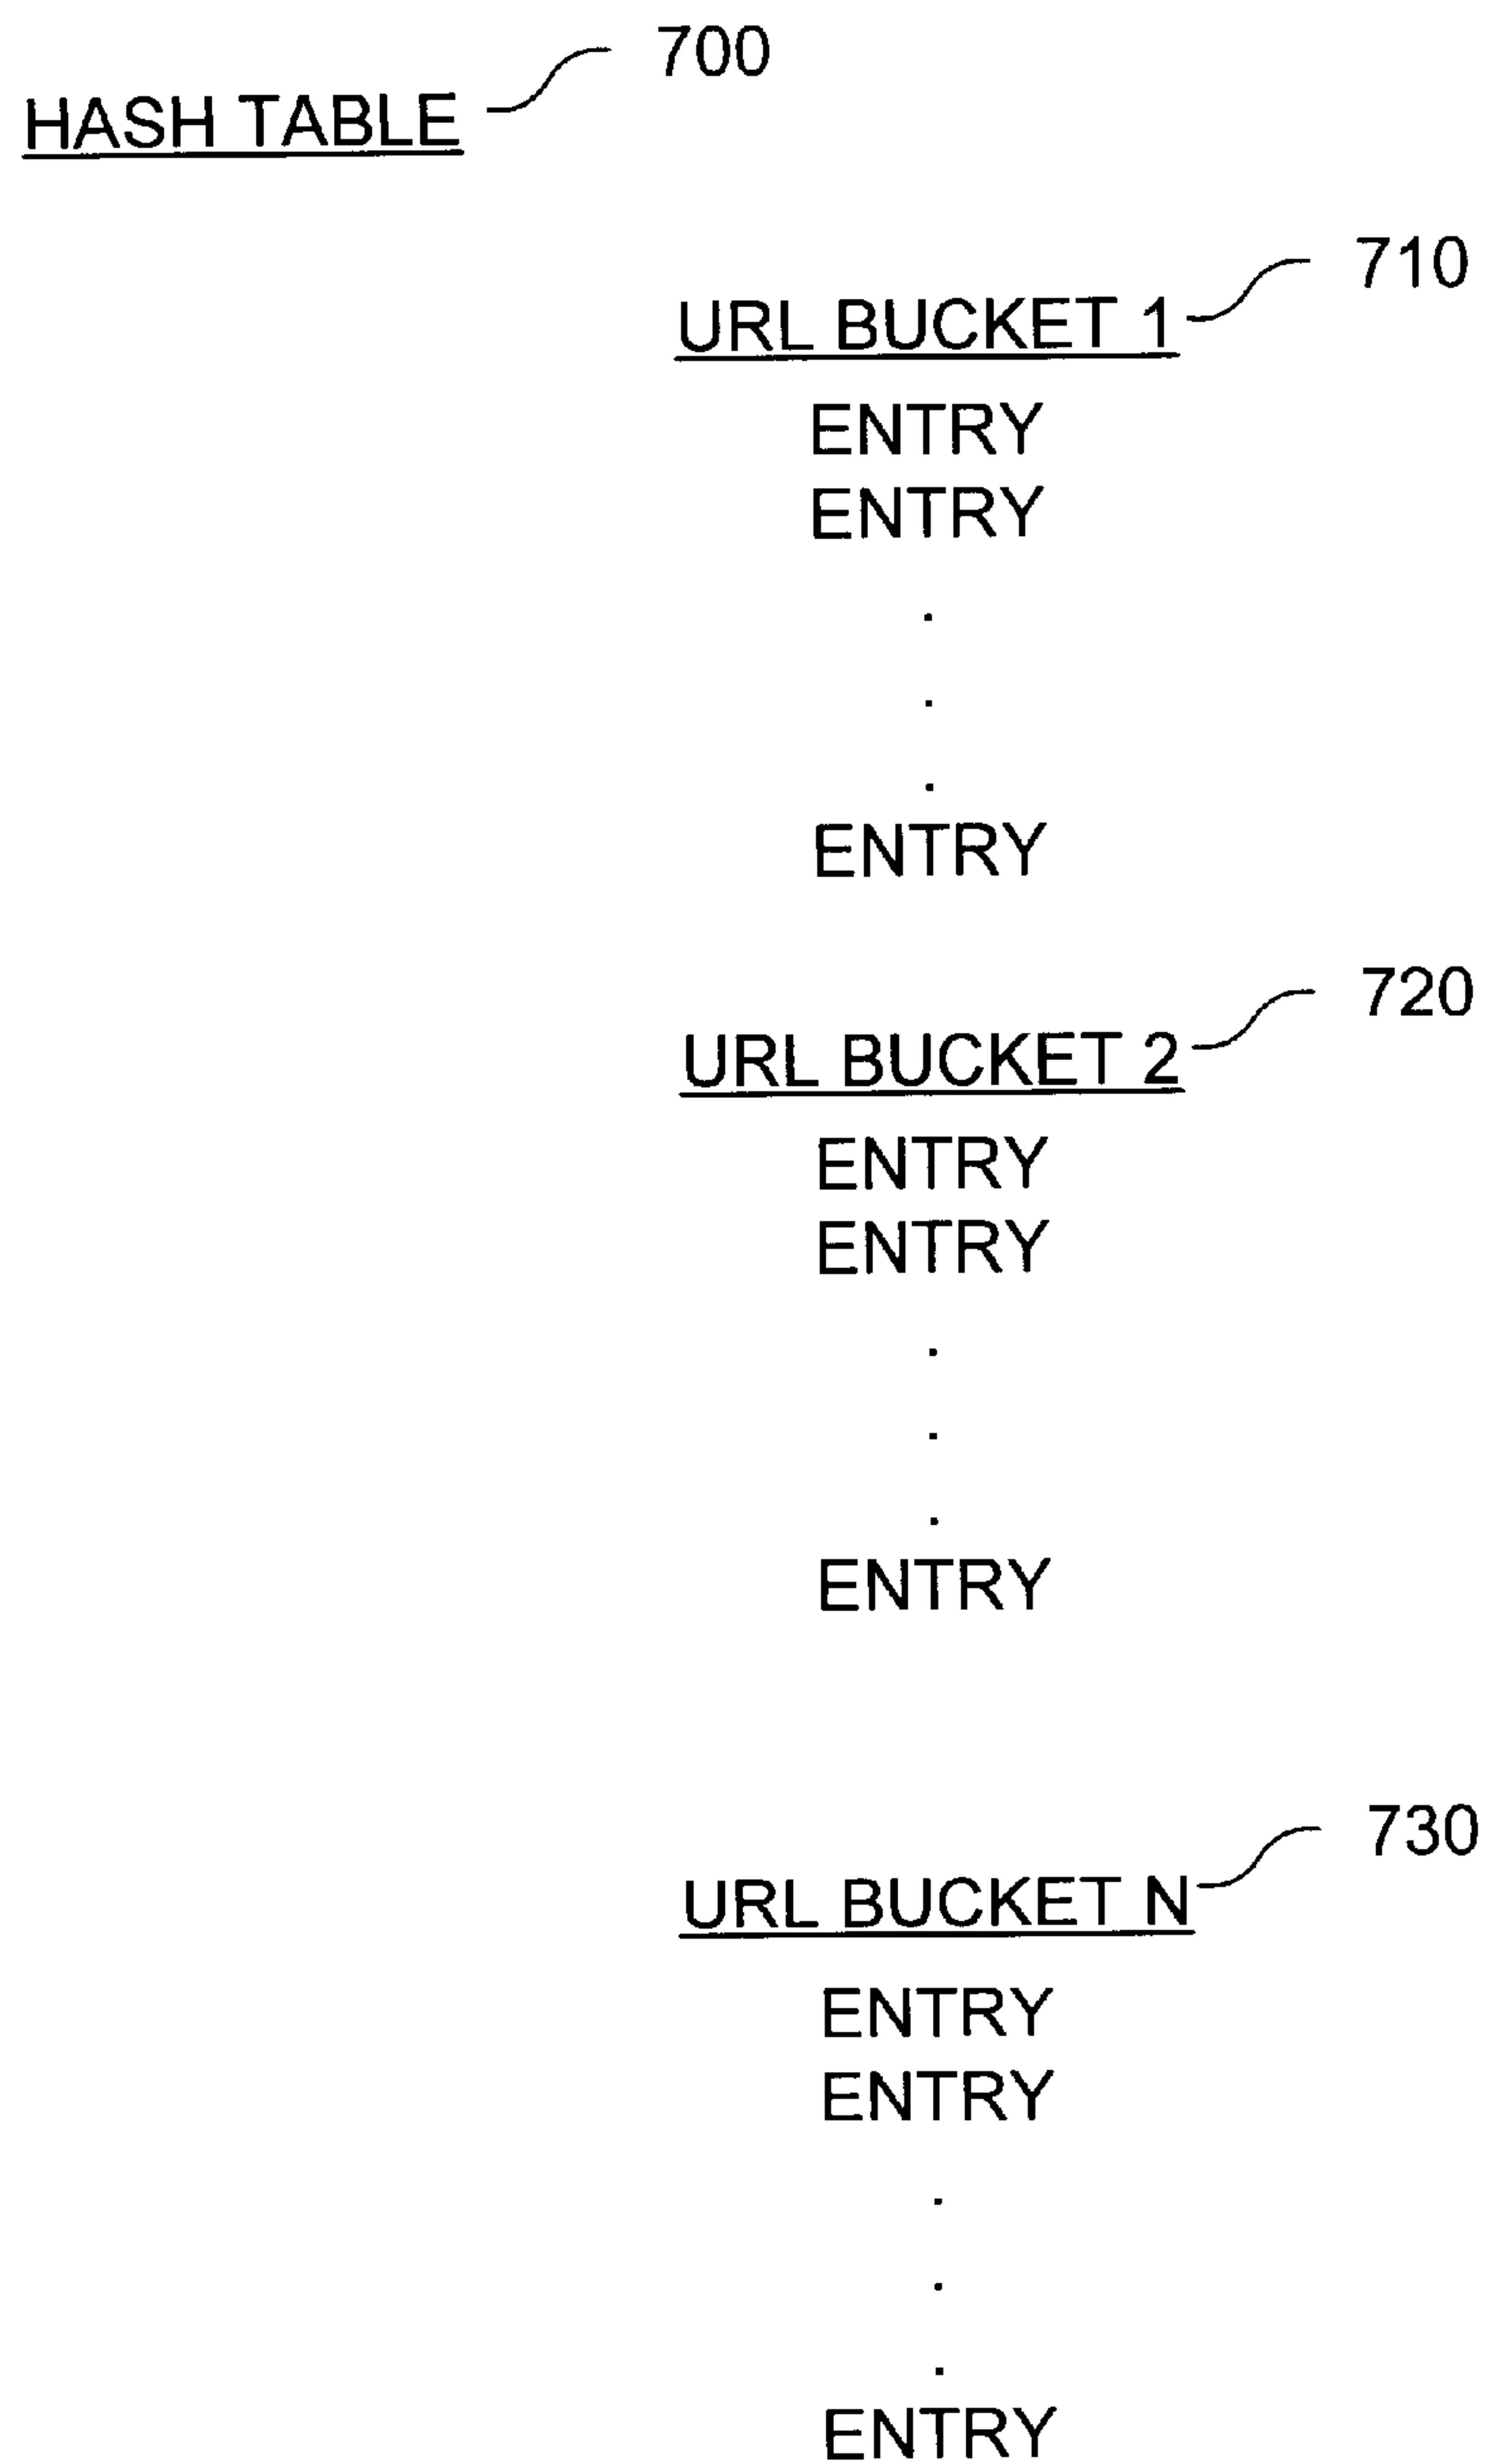 700
HASH TABLE
710
URL BUCKET 1
ENTRY
ENTRY
.
.
.
ENTRY
720
URL BUCKET 2
ENTRY
ENTRY
.
.
.
ENTRY
730
URL BUCKET N
ENTRY
ENTRY
.
.
.
ENTRY